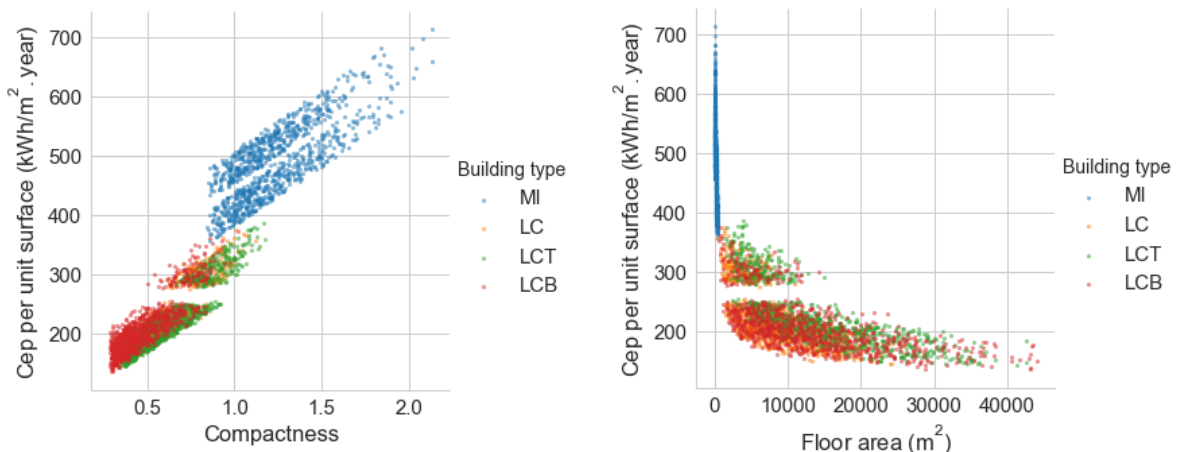 Cep per unit surface (kWh/m². year)
700
600
500
400
300
200
0.5 1.0 1.5 2.0
Compactness
Building type
MI
LC
LCT
LCB
Cep per unit surface (kWh/m². year)
700
600
500
400
300
200
0 10000 20000 30000 40000
Floor area (m²)
Building type
MI
LC
LCT
LCB